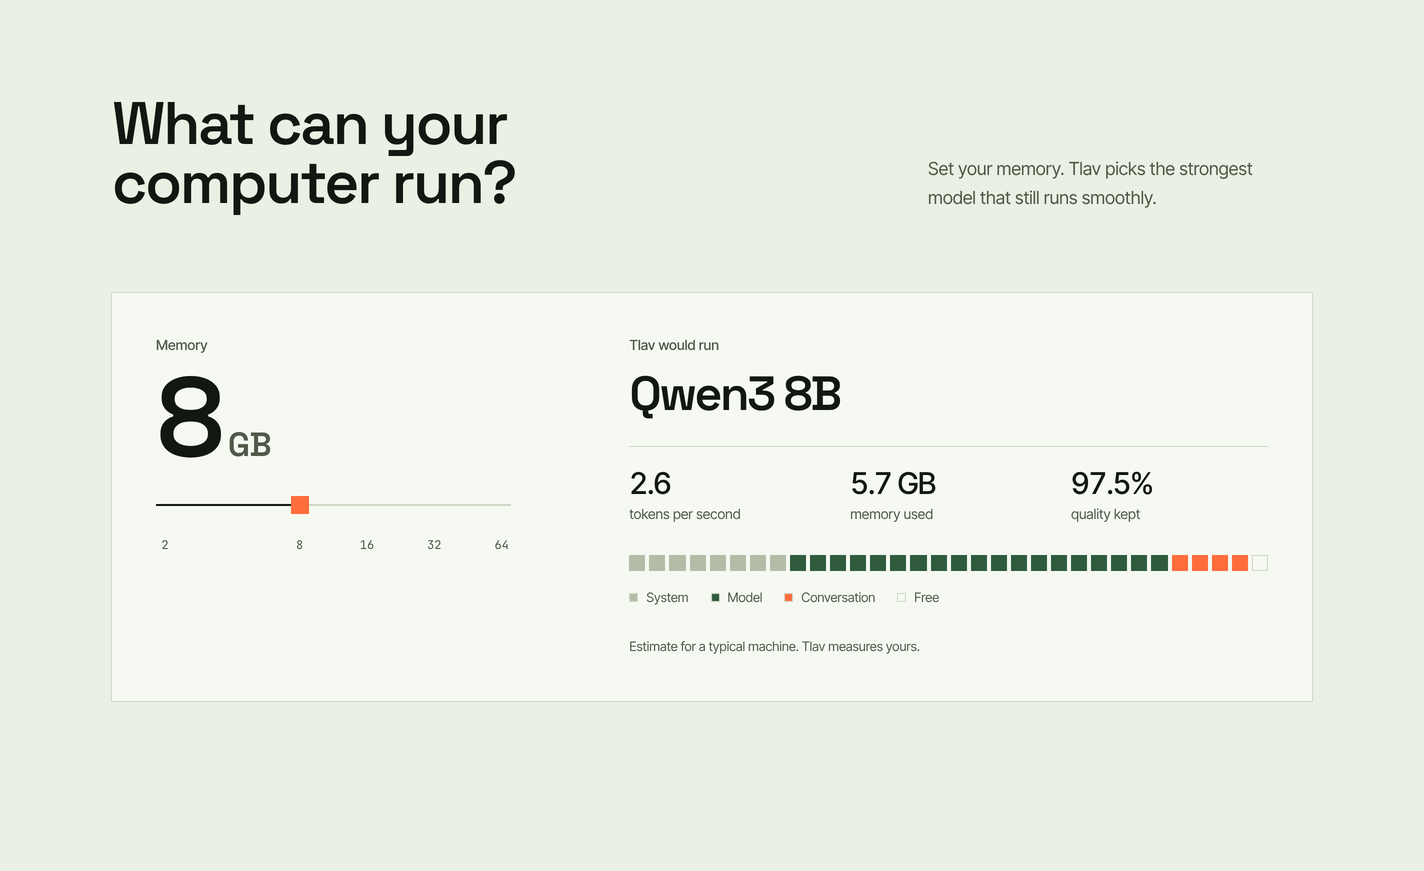 What can your
computer run?
Set your memory. Tlav picks the strongest
model that still runs smoothly.
Memory
8 GB
2 8 16 32 64
Tlav would run
Qwen3 8B
2.6 5.7 GB 97.5%
tokens per second memory used quality kept
System Model Conversation Free
Estimate for a typical machine. Tlav measures yours.